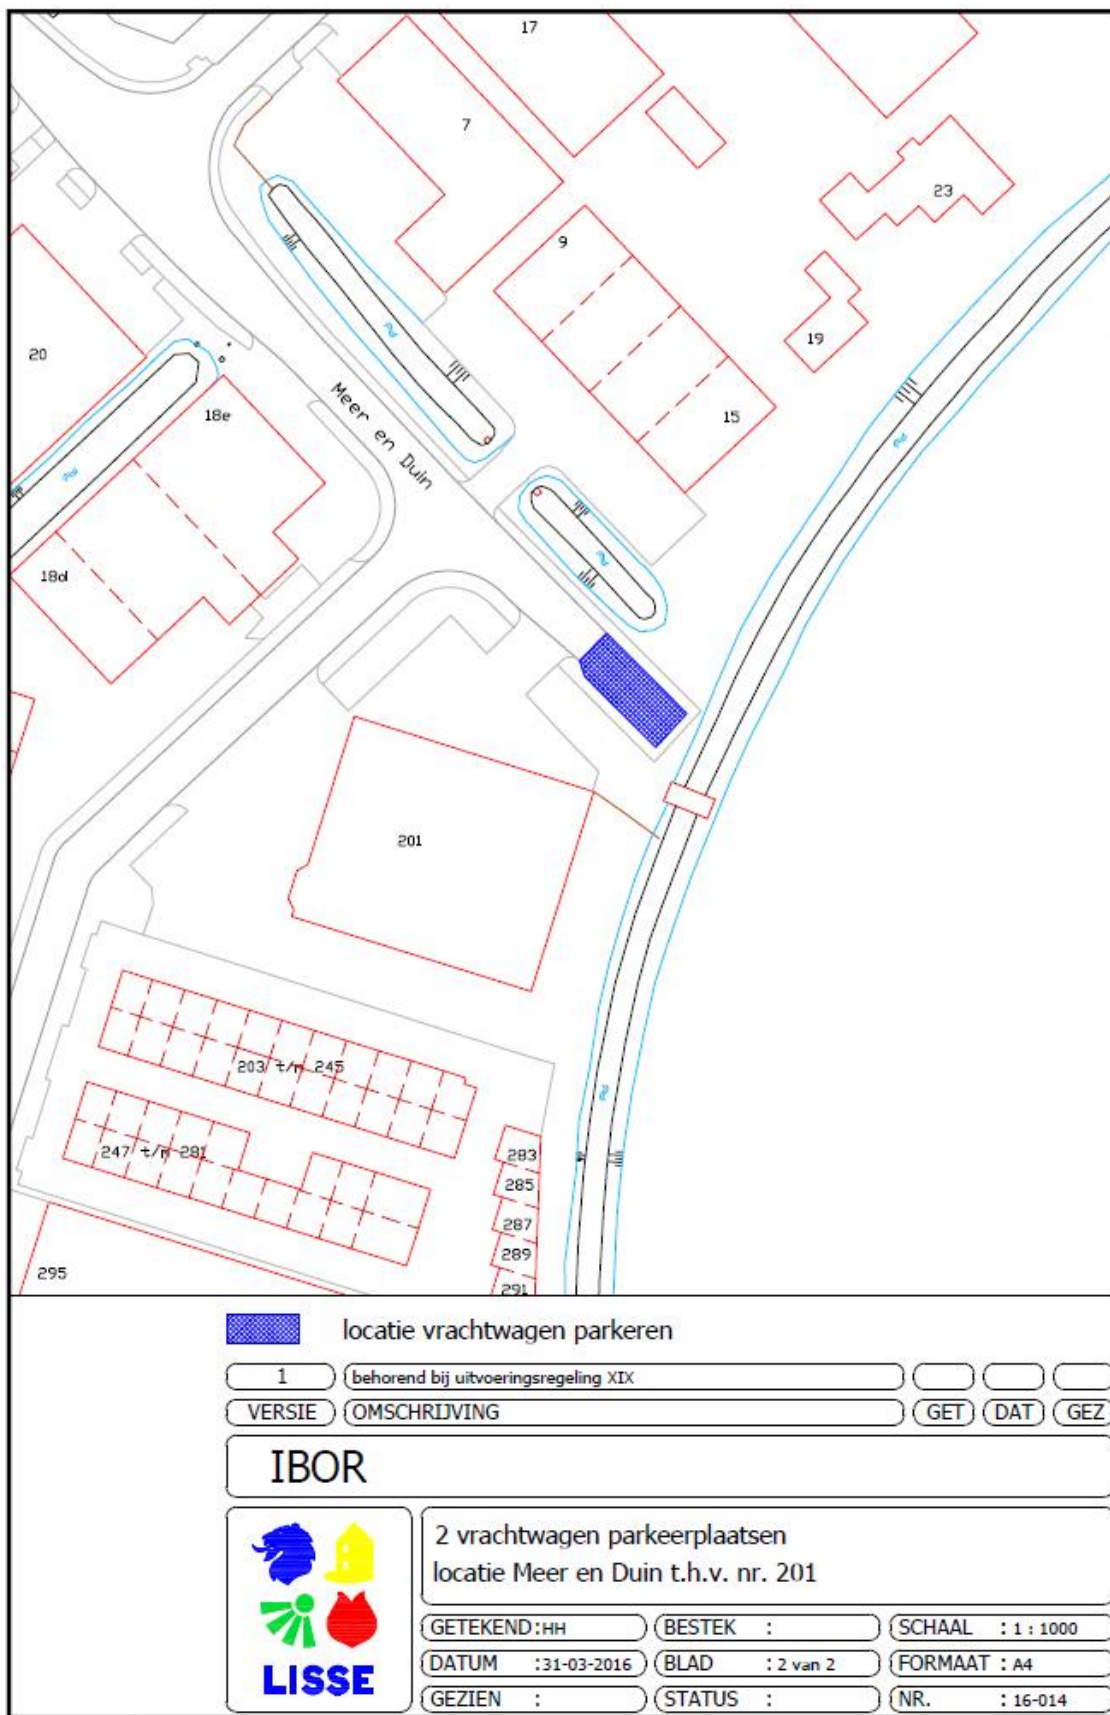 17
7
23
9
19
20
15
18e
Meer en Duin
18d
201
203 t/m 245
247 t/m 281
283
285
287
289
291
295
locatie vrachtwagen parkeren
1 behorend bij uitvoeringsregeling XIX
VERSIE OMSCHRIJVING GET DAT GEZ
IBOR
2 vrachtwagen parkeerplaatsen
locatie Meer en Duin t.h.v. nr. 201
LISSE
GETEKEND:HH BESTEK : SCHAAL : 1 : 1000
DATUM :31-03-2016 BLAD : 2 van 2 FORMAAT : A4
GEZIEN : STATUS : NR. : 16-014